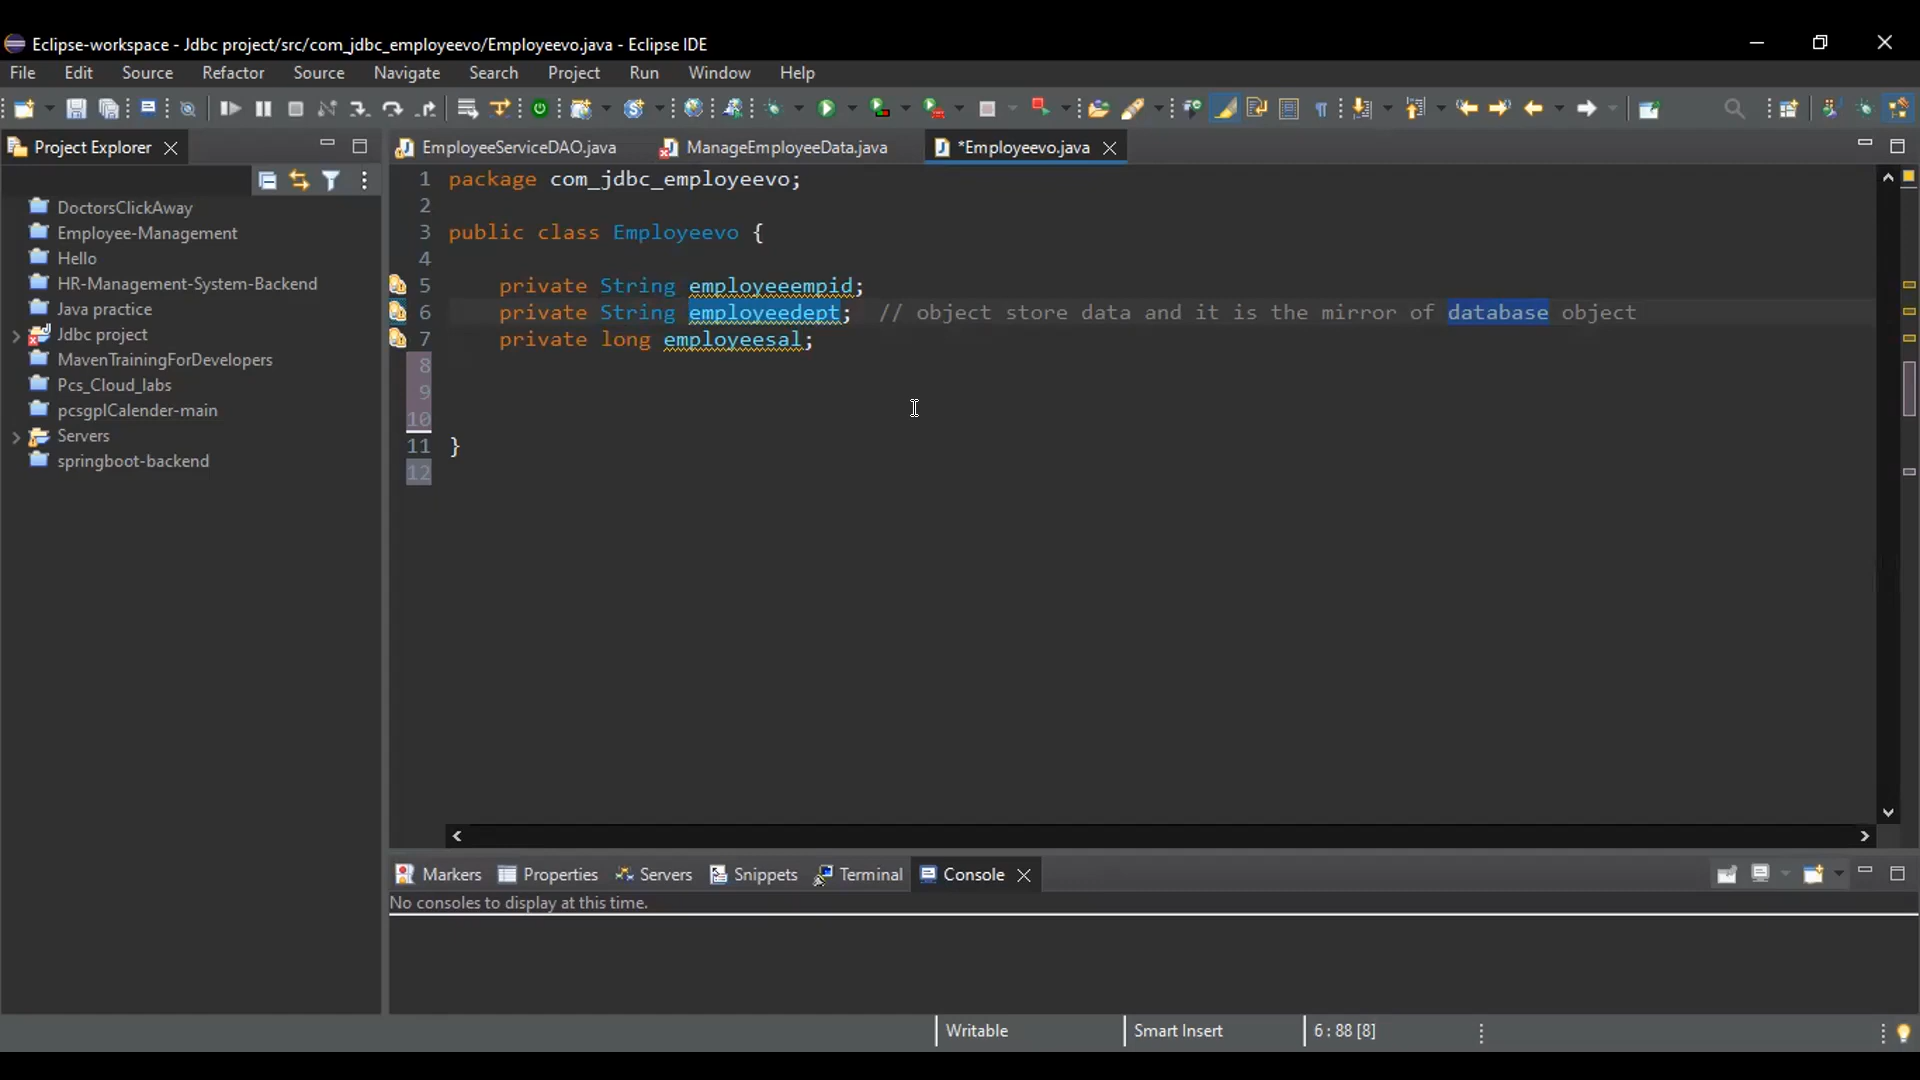 Eclipse-workspace - Jdbc project/src/com_jdbc_employeevo/Employeevo.java - Eclipse IDE
File Edit Source Refactor Source Navigate Search Project Run Window Help
Project Explorer
EmployeeServiceDAO.java ManageEmployeeData.java *Employeevo.java
DoctorsClickAway
Employee-Management
Hello
HR-Management-System-Backend
Java practice
Jdbc project
MavenTrainingForDevelopers
Pcs_Cloud_labs
pcsgplCalender-main
Servers
springboot-backend
1 package com_jdbc_employeevo;
2
3 public class Employeevo {
4
5 private String employeeempid;
6 private String employeedept; // object store data and it is the mirror of database object
7 private long employeesal;
8
9
10
11 }
12
Markers Properties Servers Snippets Terminal Console
No consoles to display at this time.
Writable Smart Insert 6 : 88 [8]